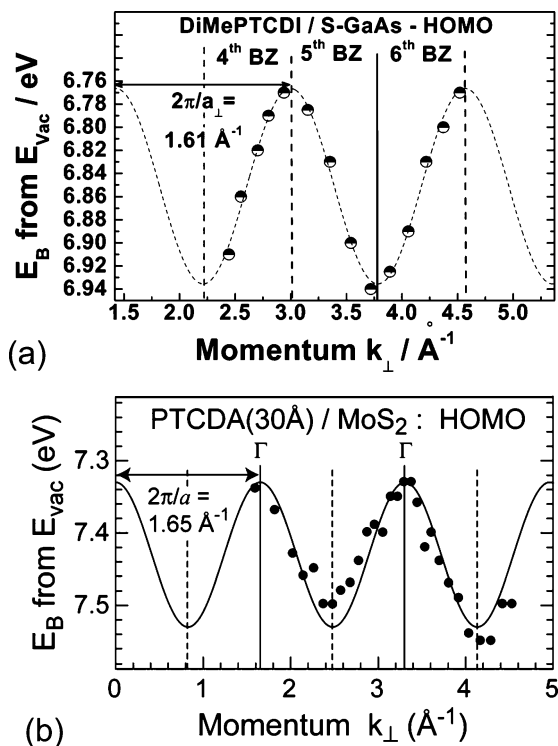 DiMePTCDI / S-GaAs - HOMO
4th BZ 5th BZ 6th BZ
2π/a⊥=
1.61 Å-1
E_B from E_Vac / eV
6.76
6.78
6.80
6.82
6.84
6.86
6.88
6.90
6.92
6.94
1.5 2.0 2.5 3.0 3.5 4.0 4.5 5.0
(a)
Momentum k⊥ / Å-1
PTCDA(30Å) / MoS2 : HOMO
Γ Γ
2π/a =
1.65 Å-1
E_B from E_vac (eV)
7.3
7.4
7.5
0 1 2 3 4 5
(b)
Momentum k⊥ (Å-1)